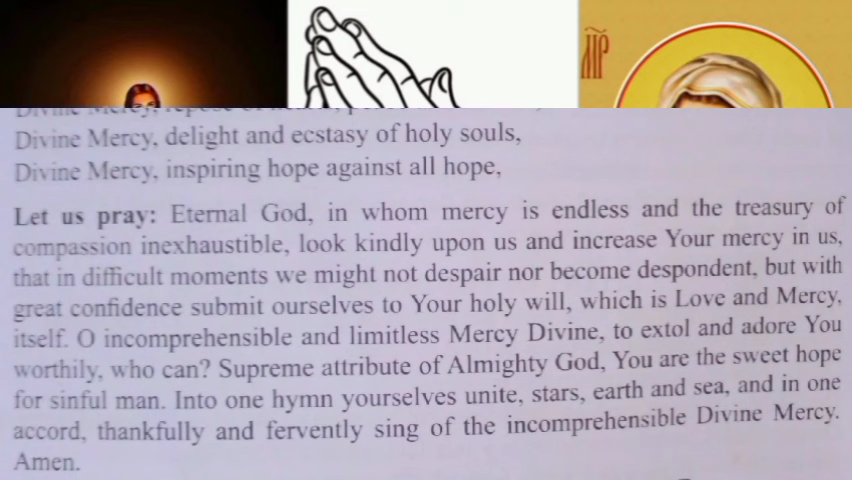 МР
Divine Mercy,
Divine Mercy, delight and ecstasy of holy souls,
Divine Mercy, inspiring hope against all hope,
Let us pray: Eternal God, in whom mercy is endless and the treasury of
compassion inexhaustible, look kindly upon us and increase Your mercy in us,
that in difficult moments we might not despair nor become despondent, but with
great confidence submit ourselves to Your holy will, which is Love and Mercy,
itself. O incomprehensible and limitless Mercy Divine, to extol and adore You
worthily, who can? Supreme attribute of Almighty God, You are the sweet hope
for sinful man. Into one hymn yourselves unite, stars, earth and sea, and in one
accord, thankfully and fervently sing of the incomprehensible Divine Mercy.
Amen.